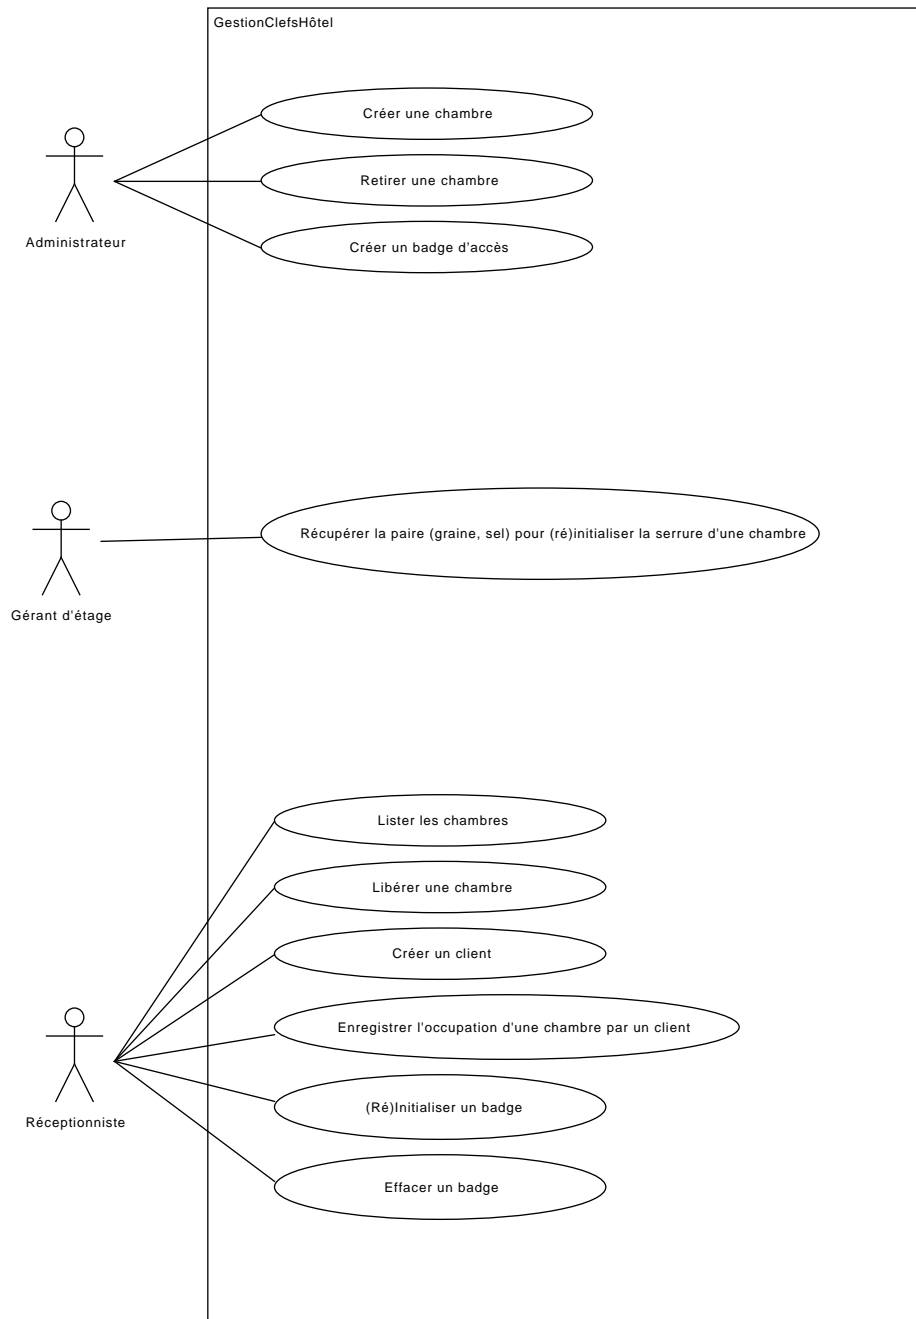 GestionClefsHôtel
Créer une chambre
Retirer une chambre
Créer un badge d'accès
Administrateur
Récupérer la paire (graine, sel) pour (ré)initialiser la serrure d'une chambre
Gérant d'étage
Lister les chambres
Libérer une chambre
Créer un client
Enregistrer l'occupation d'une chambre par un client
(Ré)Initialiser un badge
Réceptionniste
Effacer un badge